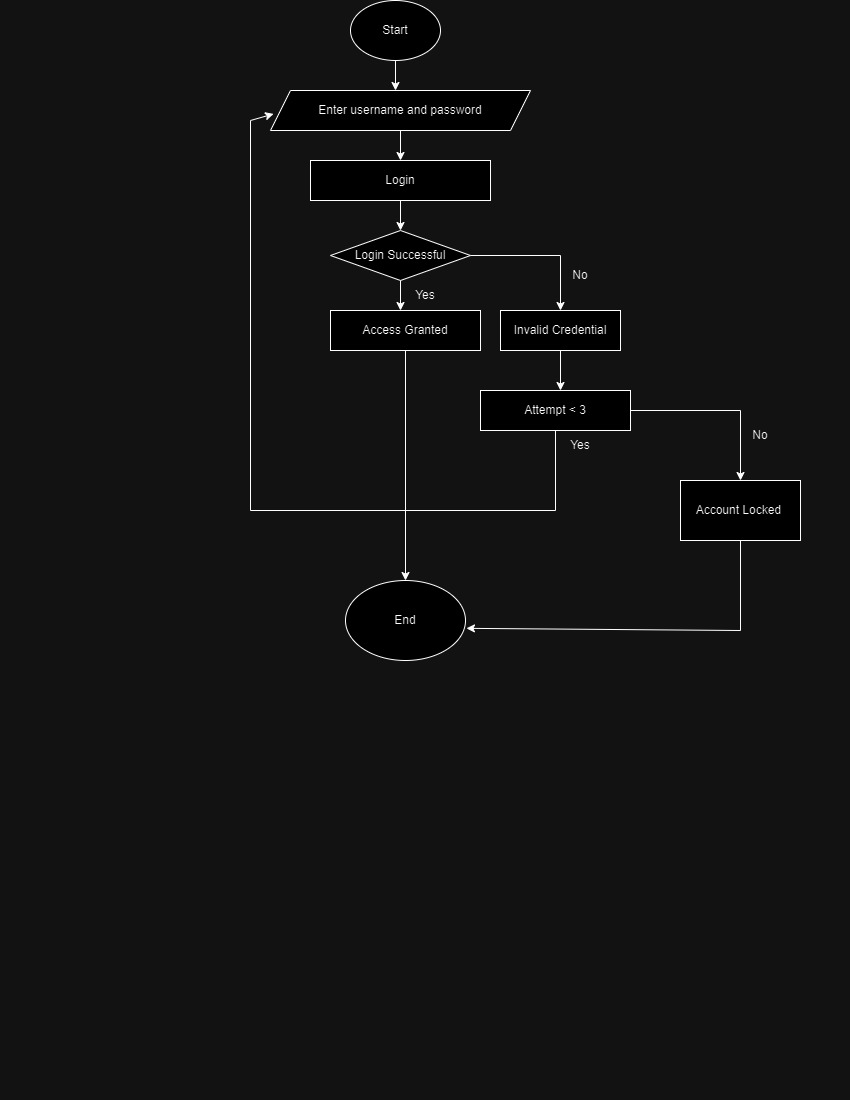 Start
Enter username and password
Login
Login Successful
No
Yes
Access Granted
Invalid Credential
Attempt < 3
No
Yes
Account Locked
End